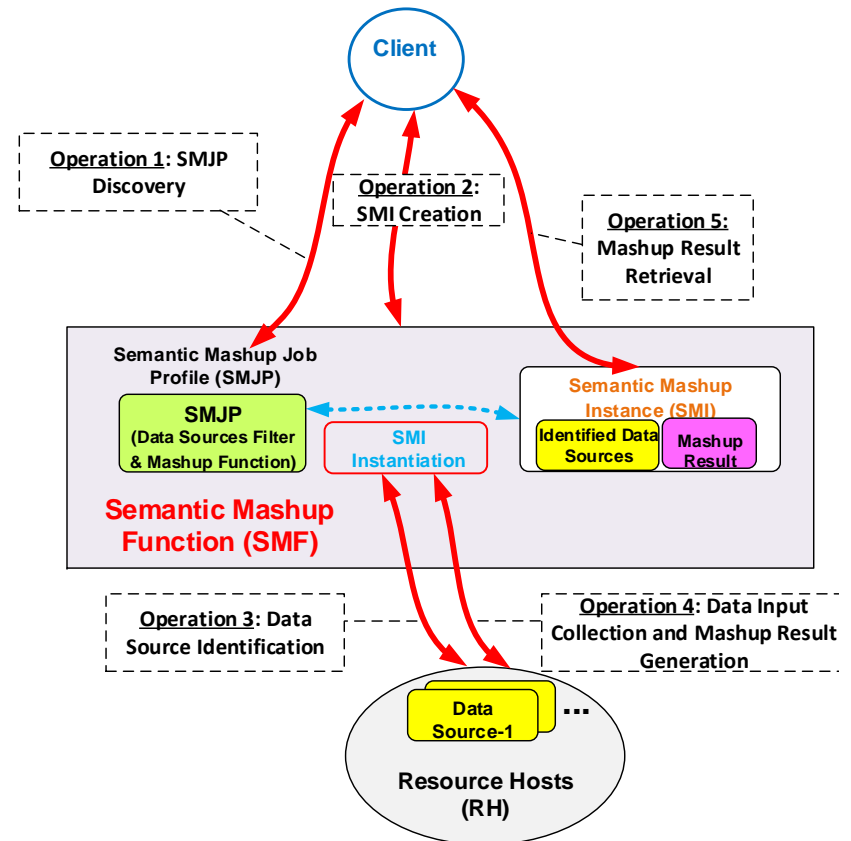 Client
Operation 1: SMJP
Discovery
Operation 2:
SMI Creation
Operation 5:
Mashup Result
Retrieval
Semantic Mashup Job
Profile (SMJP)
SMJP
(Data Sources Filter
& Mashup Function)
SMI
Instantiation
Semantic Mashup
Instance (SMI)
Identified Data
Sources
Mashup
Result
Semantic Mashup
Function (SMF)
Operation 3: Data
Source Identification
Operation 4: Data Input
Collection and Mashup Result
Generation
Data
Source-1
...
Resource Hosts
(RH)